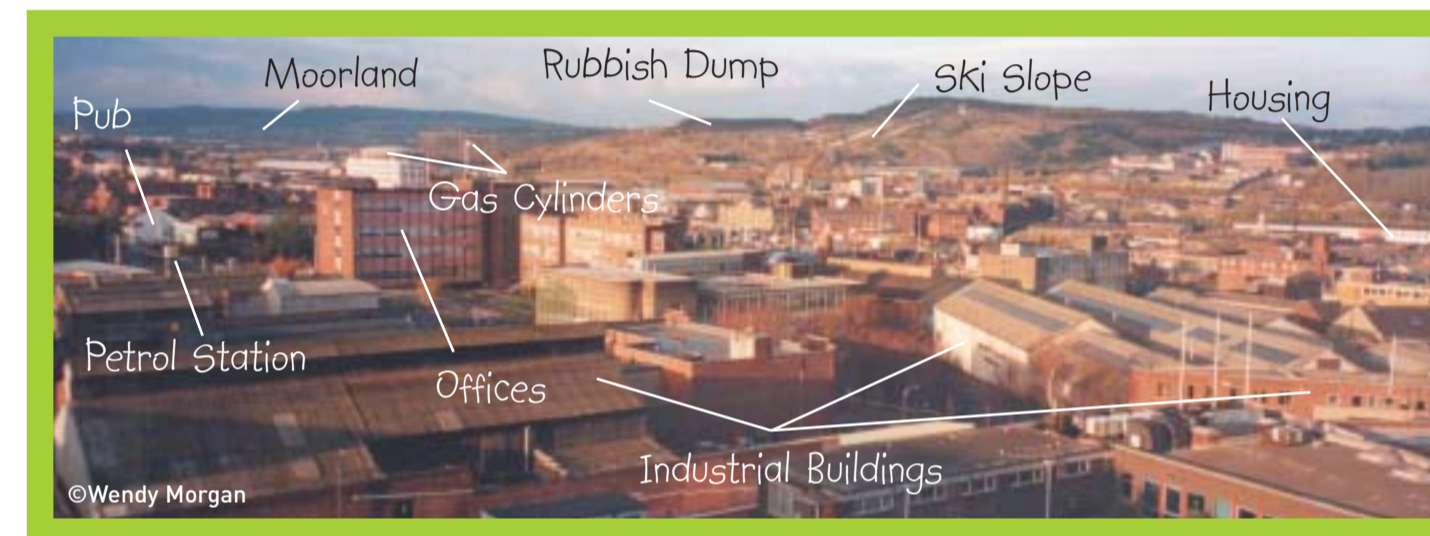 Moorland
Rubbish Dump
Ski Slope
Housing
Pub
Gas Cylinders
Petrol Station
Offices
Industrial Buildings
©Wendy Morgan